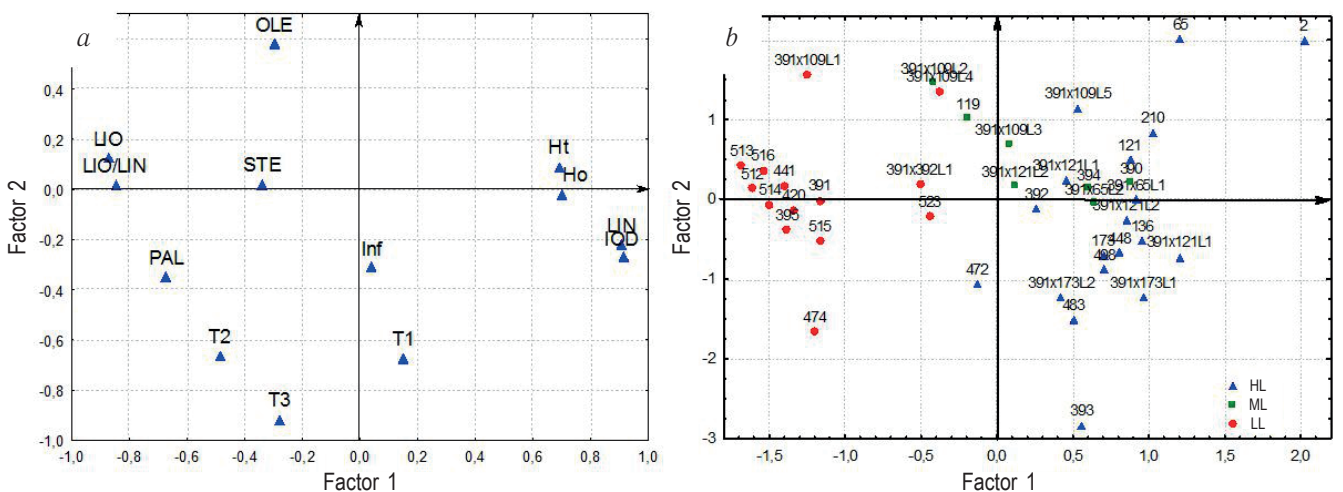 a
OLE
0,4
0,2
LIO
LIO/LIN
STE
Ht
Ho
0,0
LIN
IOD
-0,2
PAL
Inf
-0,4
T2
T1
-0,6
T3
-0,8
-1,0
-1,0 -0,8 -0,6 -0,4 -0,2 0,0 0,2 0,4 0,6 0,8 1,0
Factor 1
Factor 2
b
65
2
391x109L1
391x109L2
391x109L4
391x109L5
119
210
1
391x109L3
121
513
516
441
391x392L1
391x121L1
390
512
391x121L2
394
391x65L1
514
420
391
392
391x65L2
0
395
523
391x121L2
515
136
173
448
391x121L1
472
-1
391x173L2
391x173L1
474
483
-2
HL
393
ML
LL
-3
-1,5 -1,0 -0,5 0,0 0,5 1,0 1,5 2,0
Factor 1
Factor 2